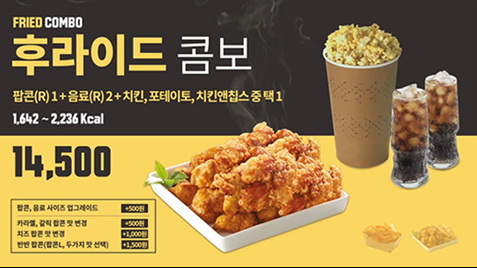 FRIED COMBO
후라이드 콤보
팝콘(R) 1 + 음료(R) 2 + 치킨, 포테이토, 치킨앤칩스 중 택 1
1,642 ~ 2,236 Kcal
14,500
팝콘, 음료 사이즈 업그레이드 +500원
카라멜, 갈릭 팝콘 맛 변경 +500원
치즈 팝콘 맛 변경 +1,000원
반반 팝콘(팝콘L, 두가지 맛 선택) +1,500원